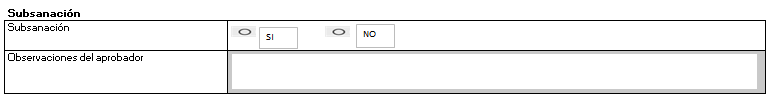 Subsanación
Subsanación SI NO
Observaciones del aprobador